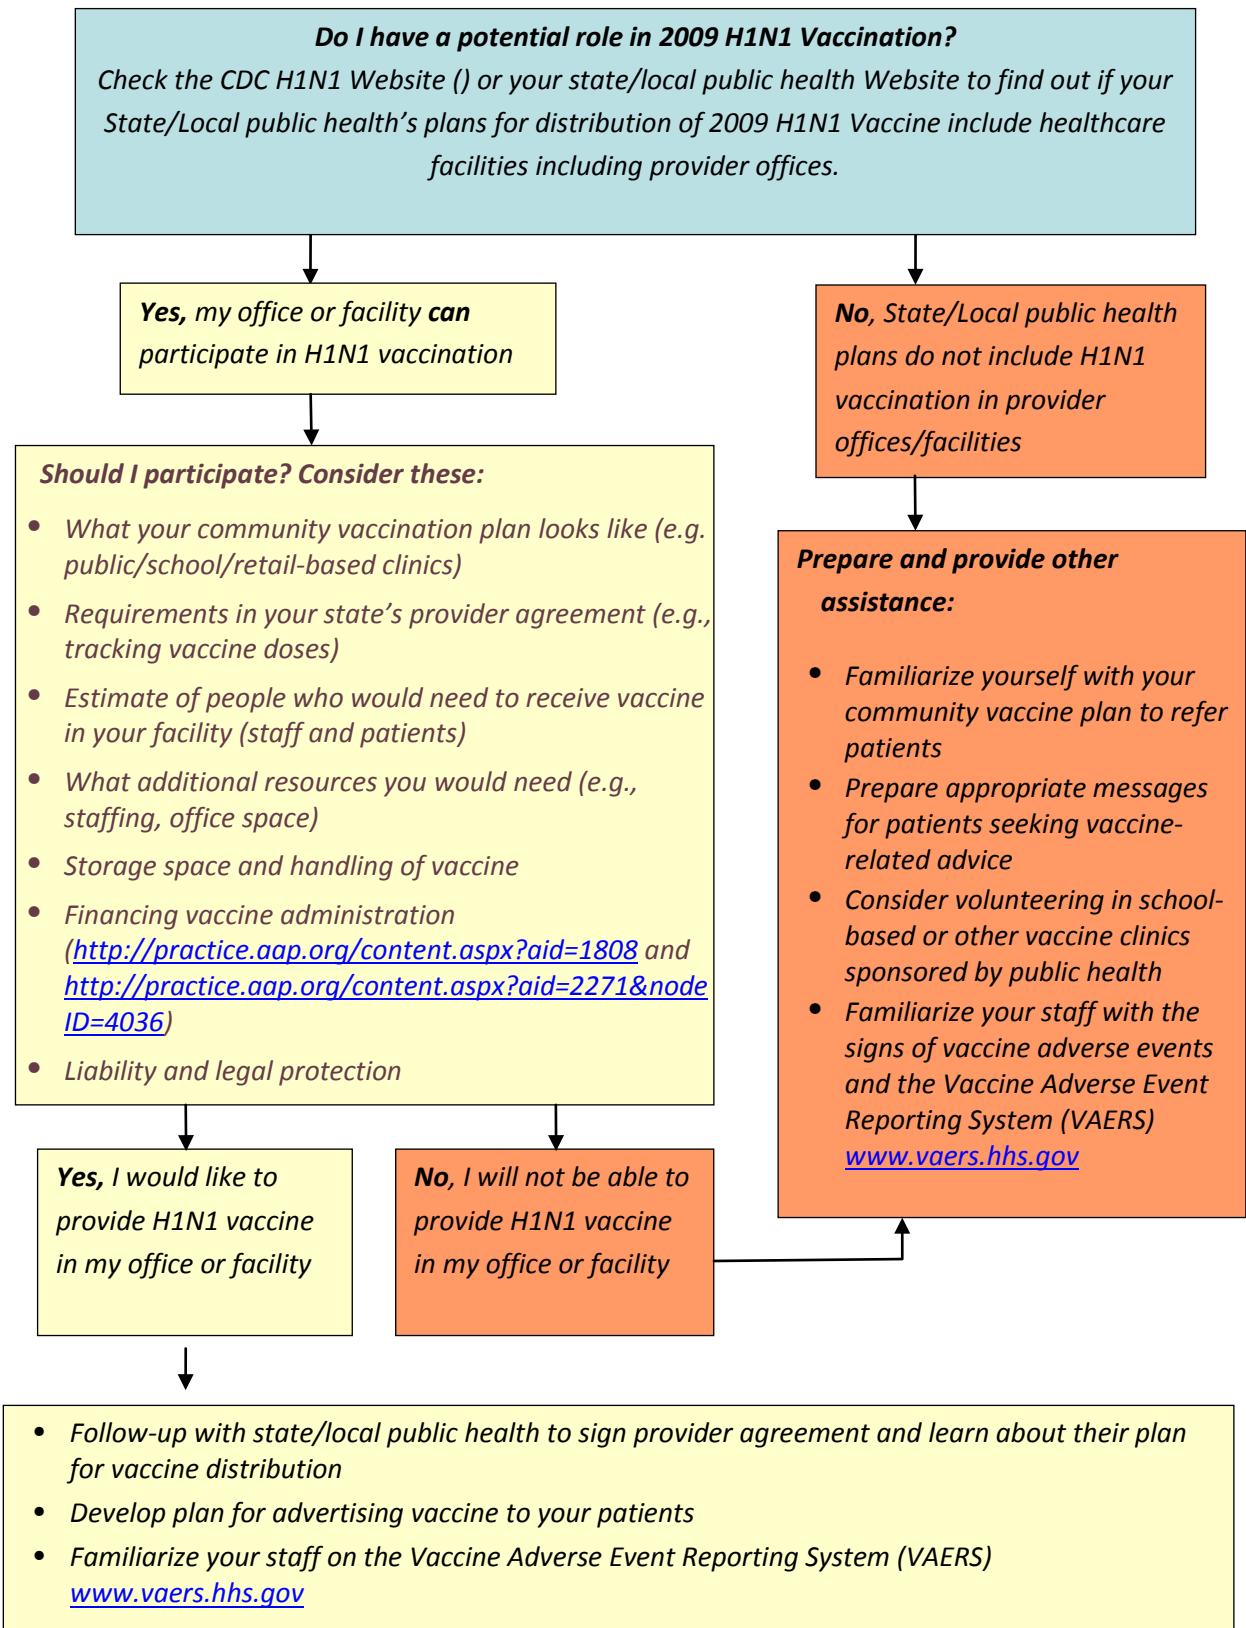 Do I have a potential role in 2009 H1N1 Vaccination?
Check the CDC H1N1 Website () or your state/local public health Website to find out if your
State/Local public health’s plans for distribution of 2009 H1N1 Vaccine include healthcare
facilities including provider offices.
Yes, my office or facility can
participate in H1N1 vaccination
No, State/Local public health
plans do not include H1N1
vaccination in provider
offices/facilities
Should I participate? Consider these:
• What your community vaccination plan looks like (e.g.
public/school/retail-based clinics)
• Requirements in your state’s provider agreement (e.g.,
tracking vaccine doses)
• Estimate of people who would need to receive vaccine
in your facility (staff and patients)
• What additional resources you would need (e.g.,
staffing, office space)
• Storage space and handling of vaccine
• Financing vaccine administration
(http://practice.aap.org/content.aspx?aid=1808 and
http://practice.aap.org/content.aspx?aid=2271&node
ID=4036)
• Liability and legal protection
Prepare and provide other
assistance:
• Familiarize yourself with your
community vaccine plan to refer
patients
• Prepare appropriate messages
for patients seeking vaccine-
related advice
• Consider volunteering in school-
based or other vaccine clinics
sponsored by public health
• Familiarize your staff with the
signs of vaccine adverse events
and the Vaccine Adverse Event
Reporting System (VAERS)
www.vaers.hhs.gov
Yes, I would like to
provide H1N1 vaccine
in my office or facility
No, I will not be able to
provide H1N1 vaccine
in my office or facility
• Follow-up with state/local public health to sign provider agreement and learn about their plan
for vaccine distribution
• Develop plan for advertising vaccine to your patients
• Familiarize your staff on the Vaccine Adverse Event Reporting System (VAERS)
www.vaers.hhs.gov